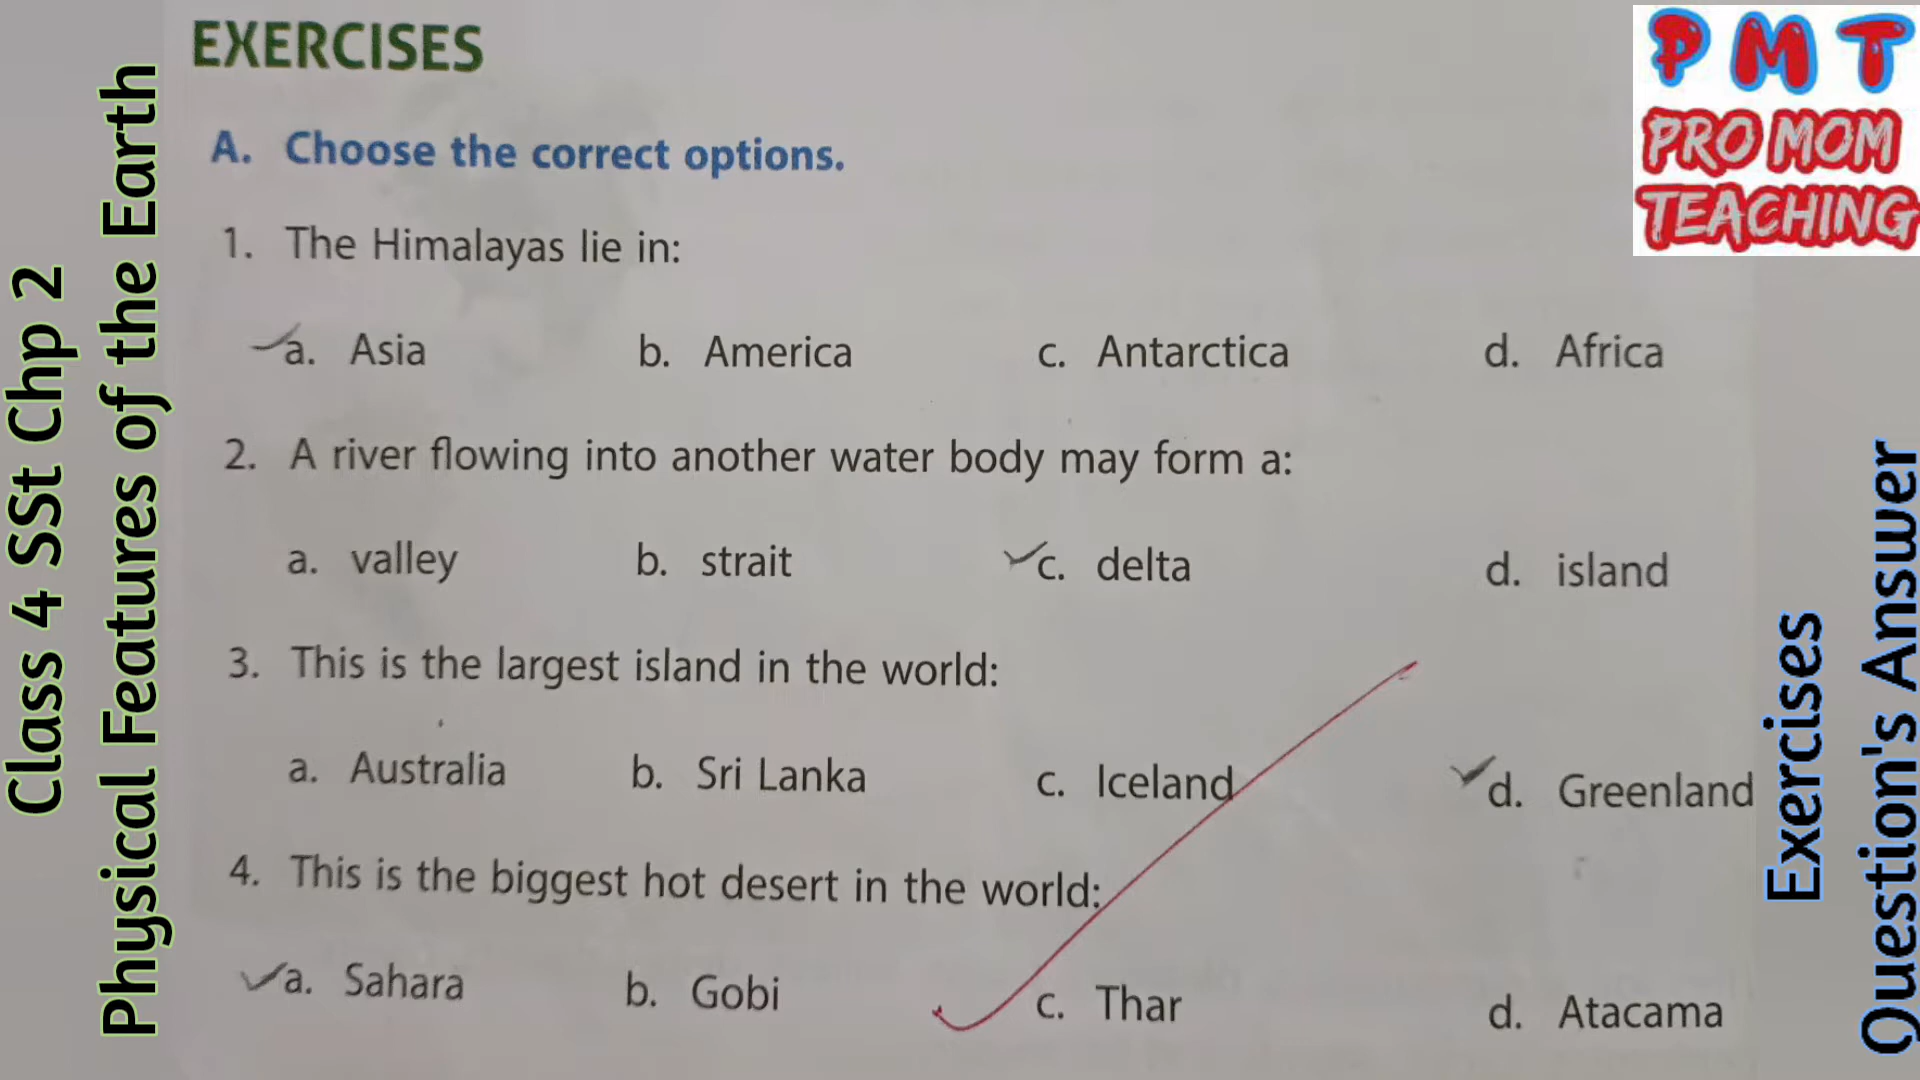 Class 4 SSt Chp 2
Physical Features of the Earth
EXERCISES
A. Choose the correct options.
1. The Himalayas lie in:
a. Asia b. America c. Antarctica d. Africa
2. A river flowing into another water body may form a:
a. valley b. strait c. delta d. island
3. This is the largest island in the world:
a. Australia b. Sri Lanka c. Iceland d. Greenland
4. This is the biggest hot desert in the world:
a. Sahara b. Gobi c. Thar d. Atacama
P M T
PRO MOM
TEACHING
Exercises
Question's Answer